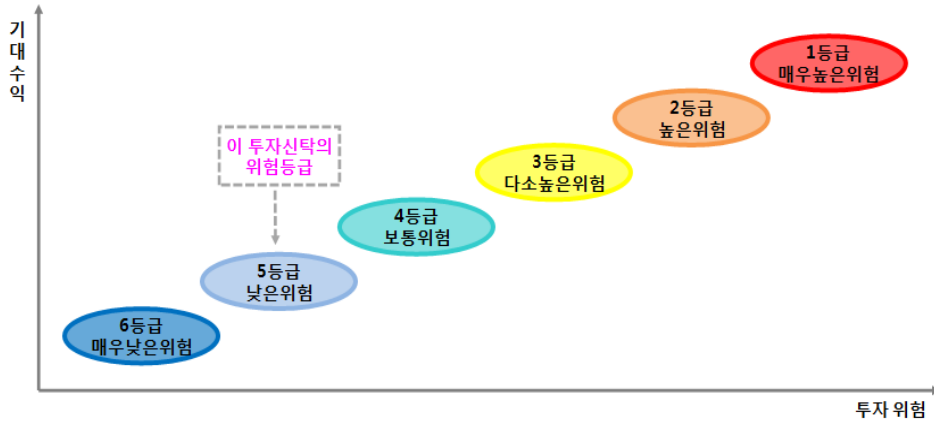 기대수익
1등급
매우높은위험
2등급
높은위험
이 투자신탁의
위험등급
3등급
다소높은위험
4등급
보통위험
5등급
낮은위험
6등급
매우낮은위험
투자 위험